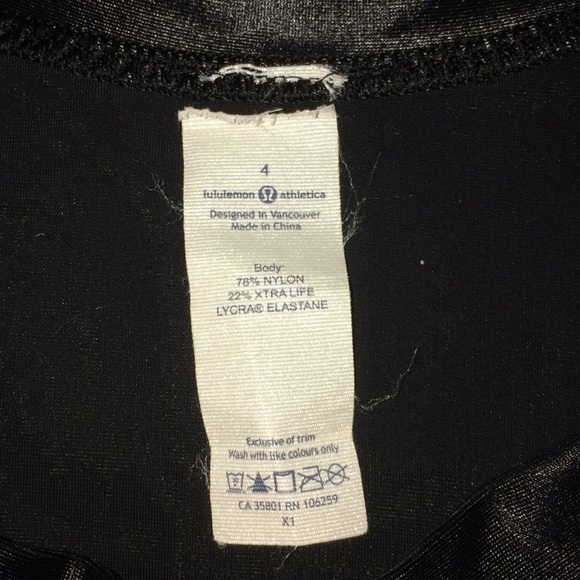 4
lululemon athletica
Designed in Vancouver
Made in China
Body:
78% NYLON
22% XTRA LIFE
LYCRA® ELASTANE
Exclusive of trim
Wash with like colours only
CA 35801 RN 106259
X1